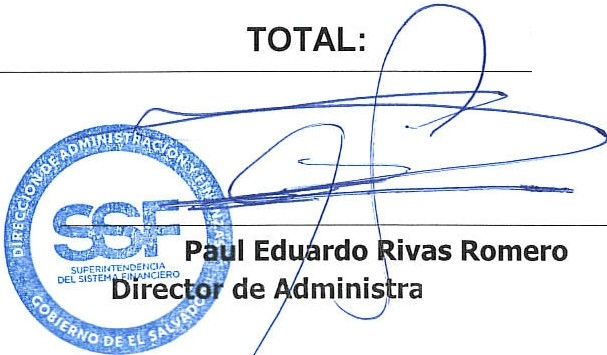 TOTAL:
DIRECCIÓN DE ADMINISTRACIÓN Y FINANZAS
SSF
SUPERINTENDENCIA
DEL SISTEMA FINANCIERO
GOBIERNO DE EL SALVADOR
Paul Eduardo Rivas Romero
Director de Administra